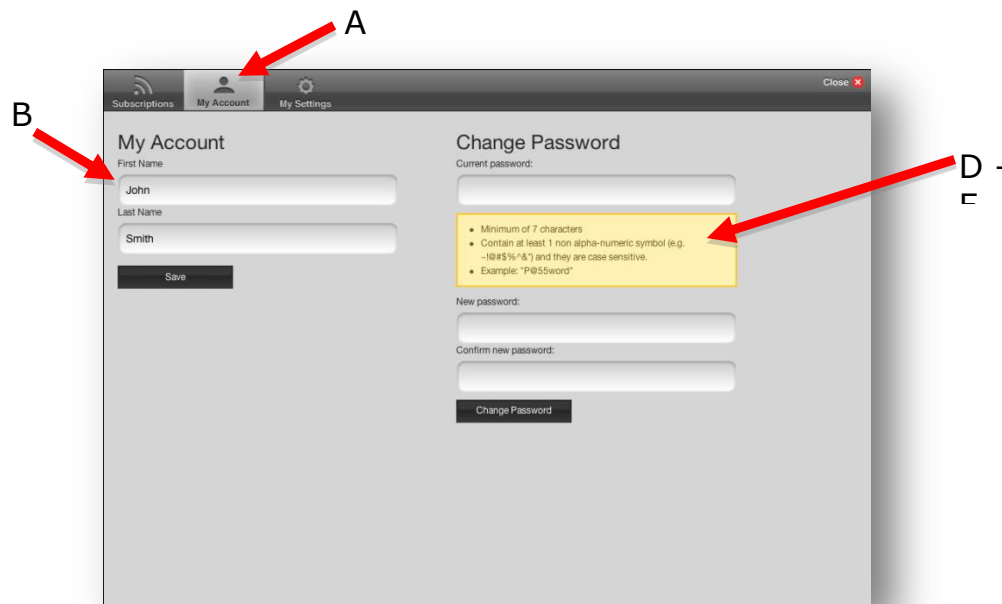 A
Close
Subscriptions My Account My Settings
B
My Account
First Name
John
Last Name
Smith
Save
Change Password
Current password:
D -
• Minimum of 7 characters
• Contain at least 1 non alpha-numeric symbol (e.g.
~!@#$%^&*) and they are case sensitive.
• Example: "P@55word"
New password:
Confirm new password:
Change Password